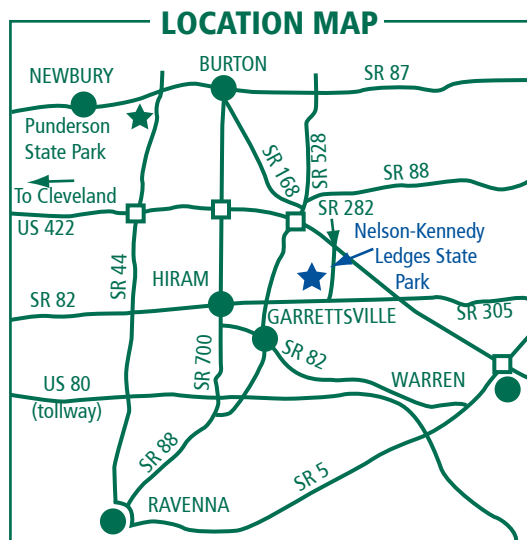 LOCATION MAP
BURTON
NEWBURY
SR 87
Punderson
State Park
SR 168
SR 528
SR 88
To Cleveland
SR 282
US 422
Nelson-Kennedy
Ledges State
Park
SR 44
HIRAM
SR 82
SR 305
GARRETTSVILLE
SR 700
SR 82
US 80
(tollway)
WARREN
SR 88
SR 5
RAVENNA